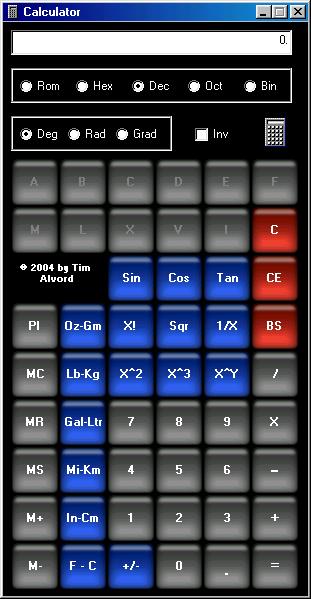 Calculator
0.
Rom Hex Dec Oct Bin
Deg Rad Grad Inv
A B C D E F
M L X V I C
© 2004 by Tim
Alvord
Sin Cos Tan CE
PI Oz-Gm X! Sqr 1/X BS
MC Lb-Kg X^2 X^3 X^Y /
MR Gal-Ltr 7 8 9 X
MS Mi-Km 4 5 6 -
M+ In-Cm 1 2 3 +
M- F - C +/- 0 . =